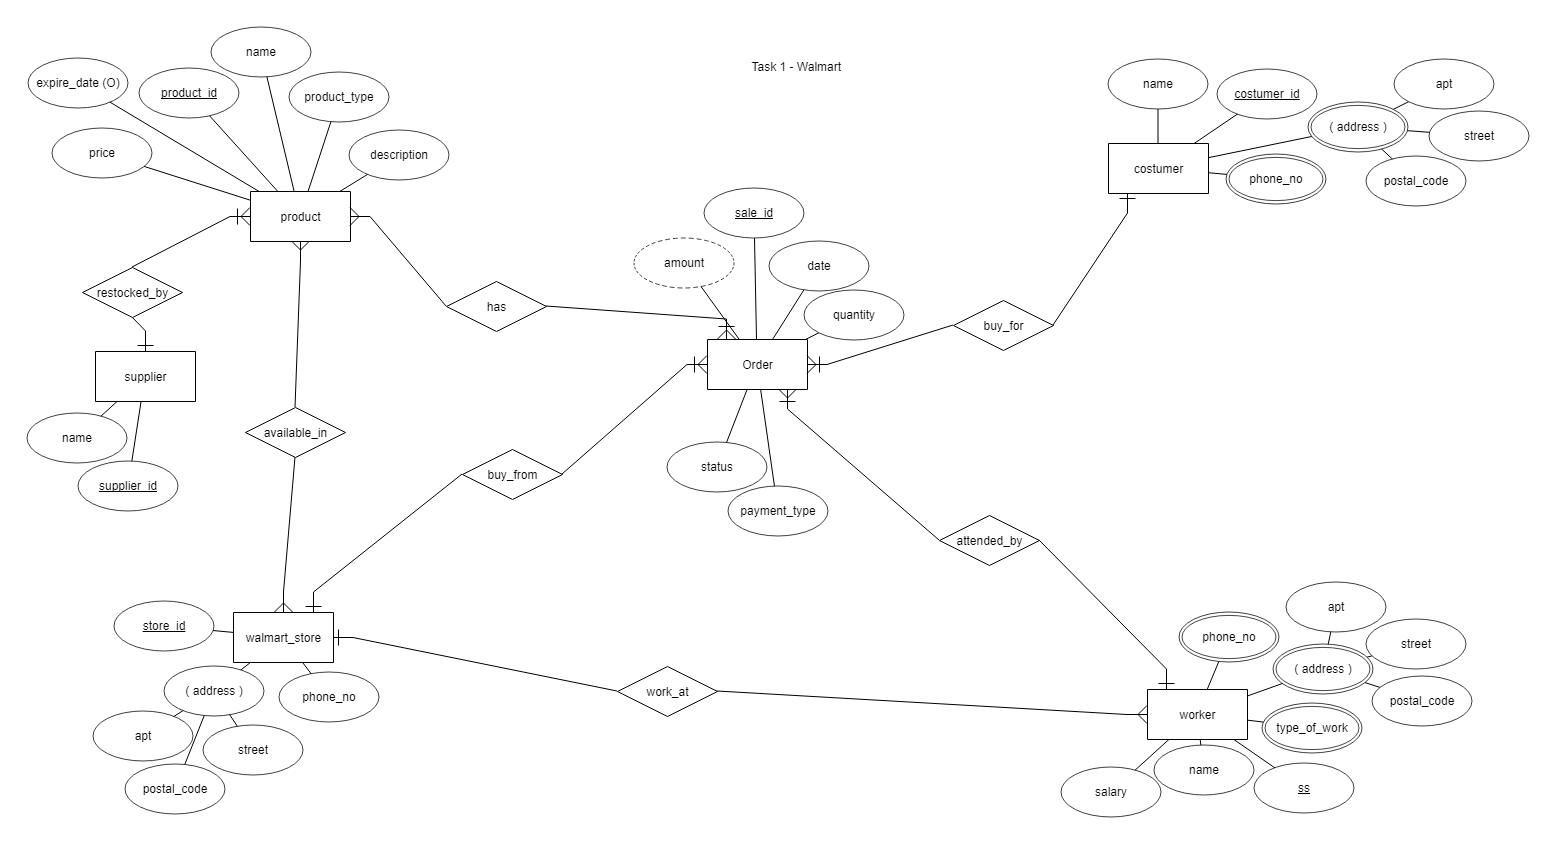 Task 1 - Walmart
name
expire_date (O)
product_id
product_type
price
description
product
restocked_by
supplier
name
supplier_id
available_in
has
sale_id
amount
date
quantity
Order
status
payment_type
buy_for
name
costumer_id
apt
( address )
street
costumer
phone_no
postal_code
buy_from
attended_by
store_id
walmart_store
( address )
phone_no
apt
street
postal_code
work_at
apt
phone_no
street
( address )
postal_code
worker
type_of_work
name
salary
ss